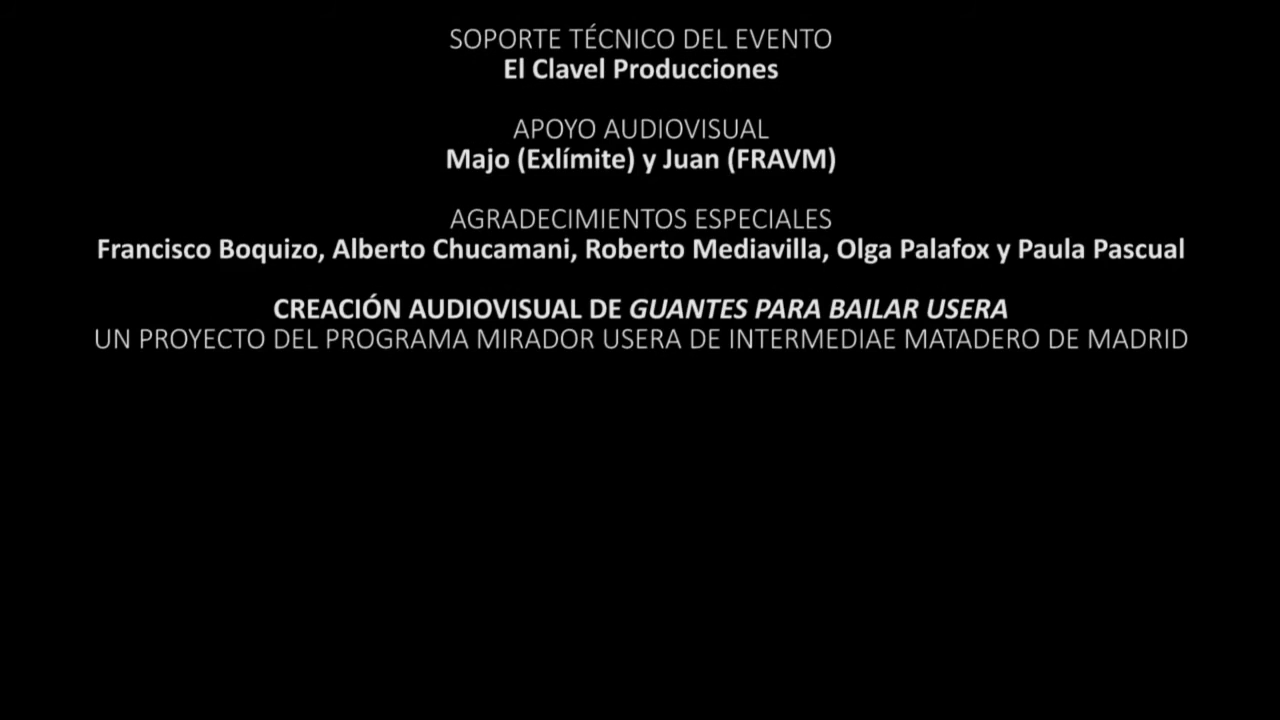 SOPORTE TÉCNICO DEL EVENTO
El Clavel Producciones
APOYO AUDIOVISUAL
Majo (Exlímite) y Juan (FRAVM)
AGRADECIMIENTOS ESPECIALES
Francisco Boquizo, Alberto Chucamani, Roberto Mediavilla, Olga Palafox y Paula Pascual
CREACIÓN AUDIOVISUAL DE GUANTES PARA BAILAR USERA
UN PROYECTO DEL PROGRAMA MIRADOR USERA DE INTERMEDIAE MATADERO DE MADRID